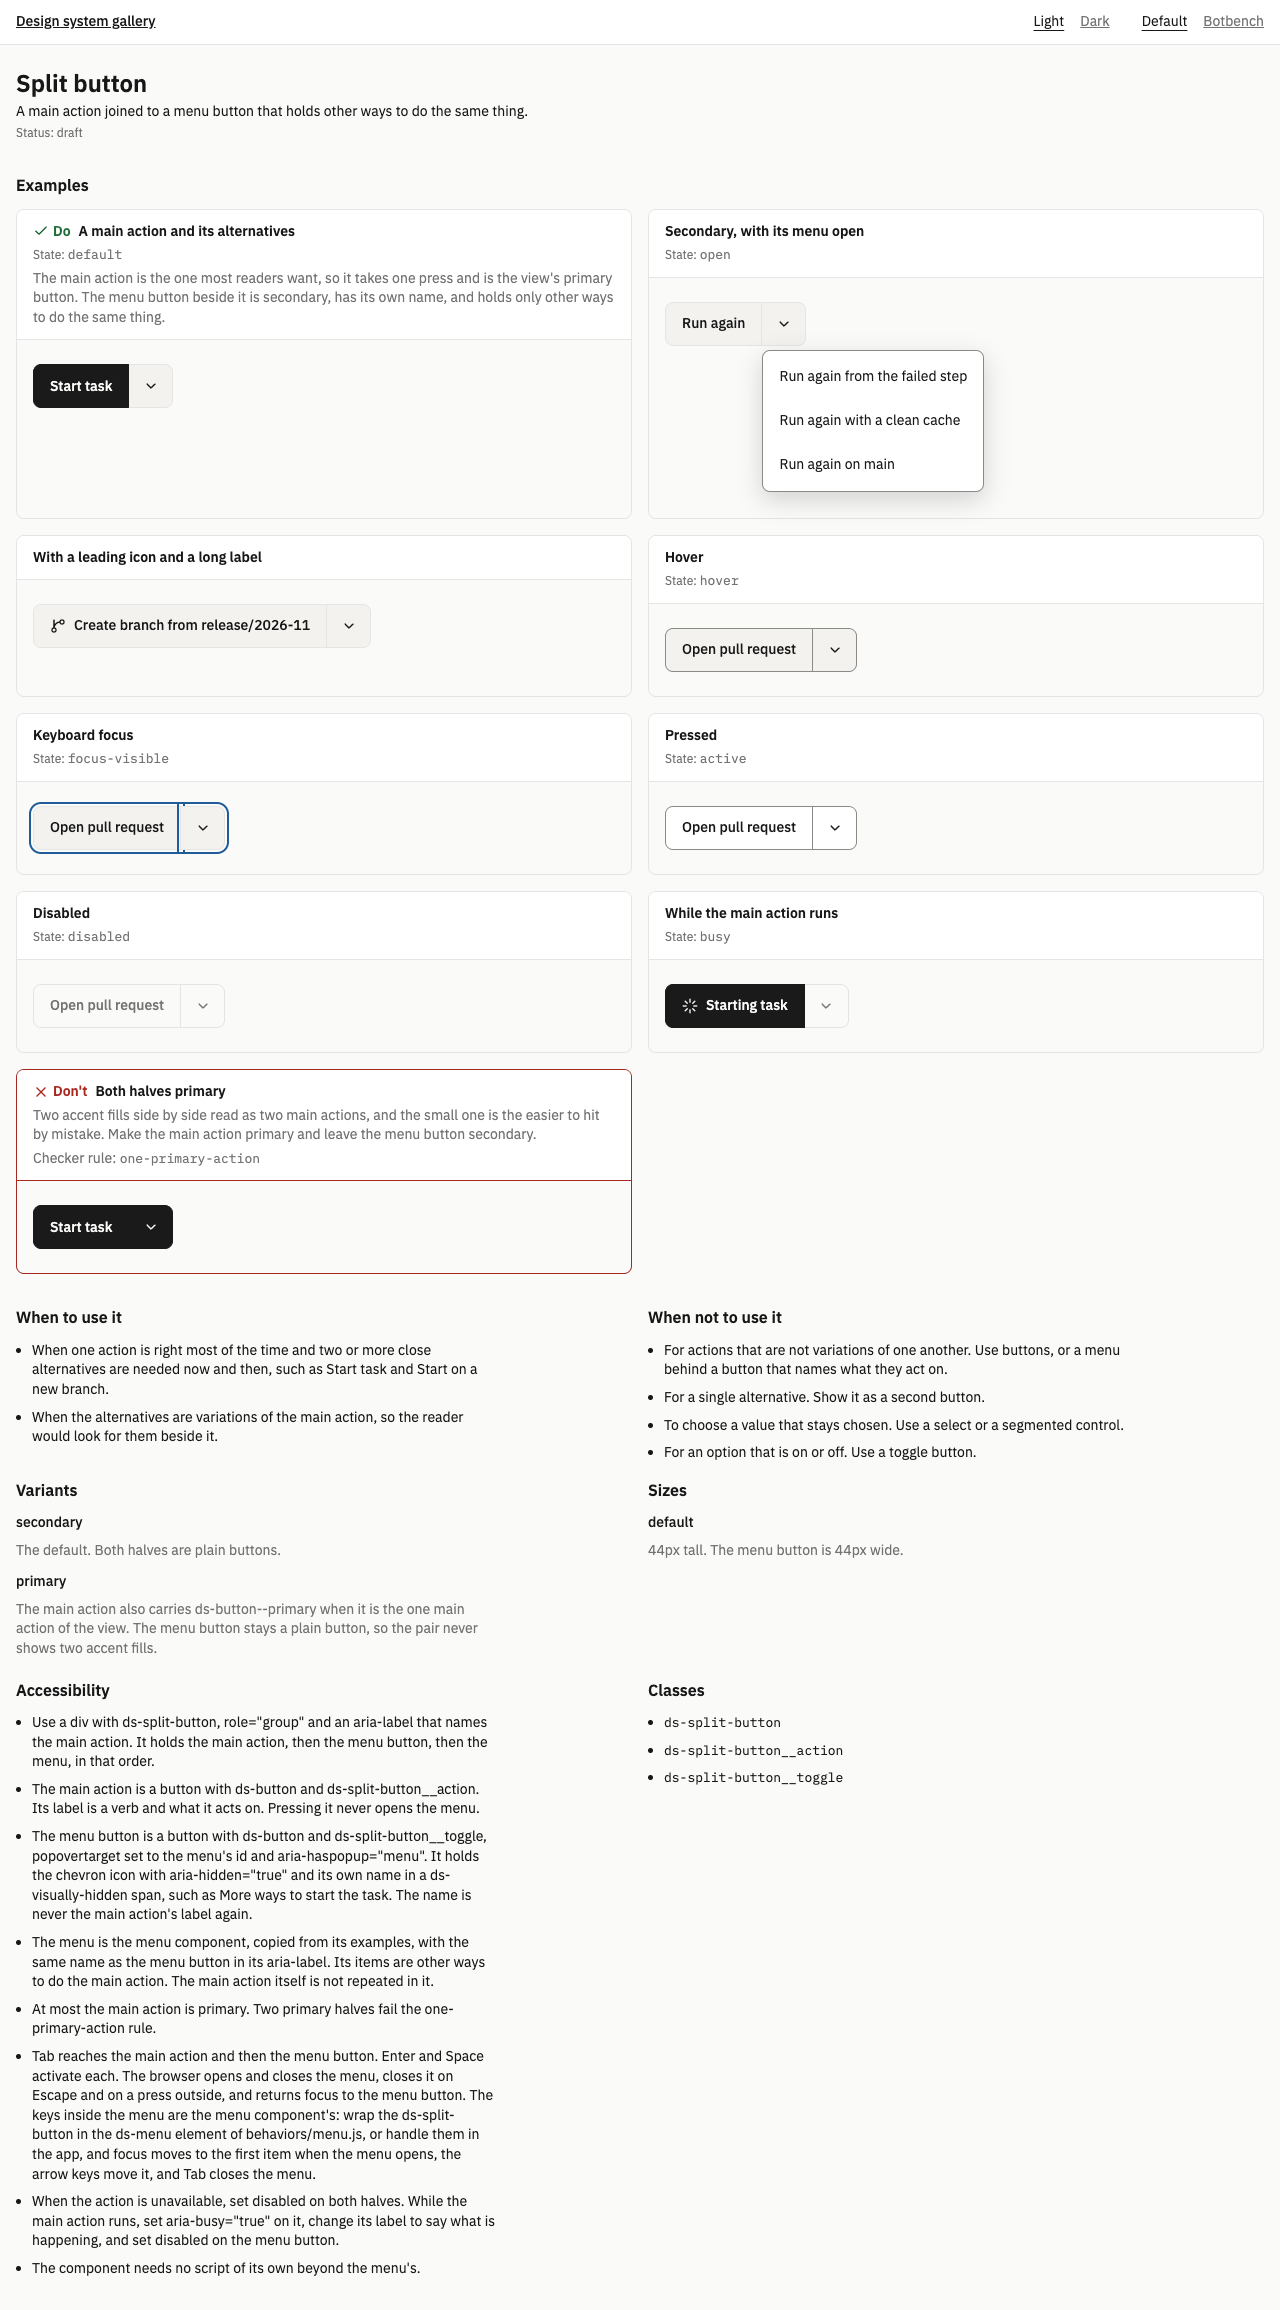 Design system gallery
Light Dark Default Botbench
Split button
A main action joined to a menu button that holds other ways to do the same thing.
Status: draft
Examples
Do A main action and its alternatives
State: default
The main action is the one most readers want, so it takes one press and is the view's primary
button. The menu button beside it is secondary, has its own name, and holds only other ways
to do the same thing.
Start task
Secondary, with its menu open
State: open
Run again
Run again from the failed step
Run again with a clean cache
Run again on main
With a leading icon and a long label
Create branch from release/2026-11
Hover
State: hover
Open pull request
Keyboard focus
State: focus-visible
Open pull request
Pressed
State: active
Open pull request
Disabled
State: disabled
Open pull request
While the main action runs
State: busy
Starting task
Don't Both halves primary
Two accent fills side by side read as two main actions, and the small one is the easier to hit
by mistake. Make the main action primary and leave the menu button secondary.
Checker rule: one-primary-action
Start task
When to use it
When one action is right most of the time and two or more close
alternatives are needed now and then, such as Start task and Start on a
new branch.
When the alternatives are variations of the main action, so the reader
would look for them beside it.
When not to use it
For actions that are not variations of one another. Use buttons, or a menu
behind a button that names what they act on.
For a single alternative. Show it as a second button.
To choose a value that stays chosen. Use a select or a segmented control.
For an option that is on or off. Use a toggle button.
Variants
secondary
The default. Both halves are plain buttons.
primary
The main action also carries ds-button--primary when it is the one main
action of the view. The menu button stays a plain button, so the pair never
shows two accent fills.
Sizes
default
44px tall. The menu button is 44px wide.
Accessibility
Use a div with ds-split-button, role="group" and an aria-label that names
the main action. It holds the main action, then the menu button, then the
menu, in that order.
The main action is a button with ds-button and ds-split-button__action.
Its label is a verb and what it acts on. Pressing it never opens the menu.
The menu button is a button with ds-button and ds-split-button__toggle,
popovertarget set to the menu's id and aria-haspopup="menu". It holds
the chevron icon with aria-hidden="true" and its own name in a ds-
visually-hidden span, such as More ways to start the task. The name is
never the main action's label again.
The menu is the menu component, copied from its examples, with the
same name as the menu button in its aria-label. Its items are other ways
to do the main action. The main action itself is not repeated in it.
At most the main action is primary. Two primary halves fail the one-
primary-action rule.
Tab reaches the main action and then the menu button. Enter and Space
activate each. The browser opens and closes the menu, closes it on
Escape and on a press outside, and returns focus to the menu button. The
keys inside the menu are the menu component's: wrap the ds-split-
button in the ds-menu element of behaviors/menu.js, or handle them in
the app, and focus moves to the first item when the menu opens, the
arrow keys move it, and Tab closes the menu.
When the action is unavailable, set disabled on both halves. While the
main action runs, set aria-busy="true" on it, change its label to say what is
happening, and set disabled on the menu button.
The component needs no script of its own beyond the menu's.
Classes
ds-split-button
ds-split-button__action
ds-split-button__toggle